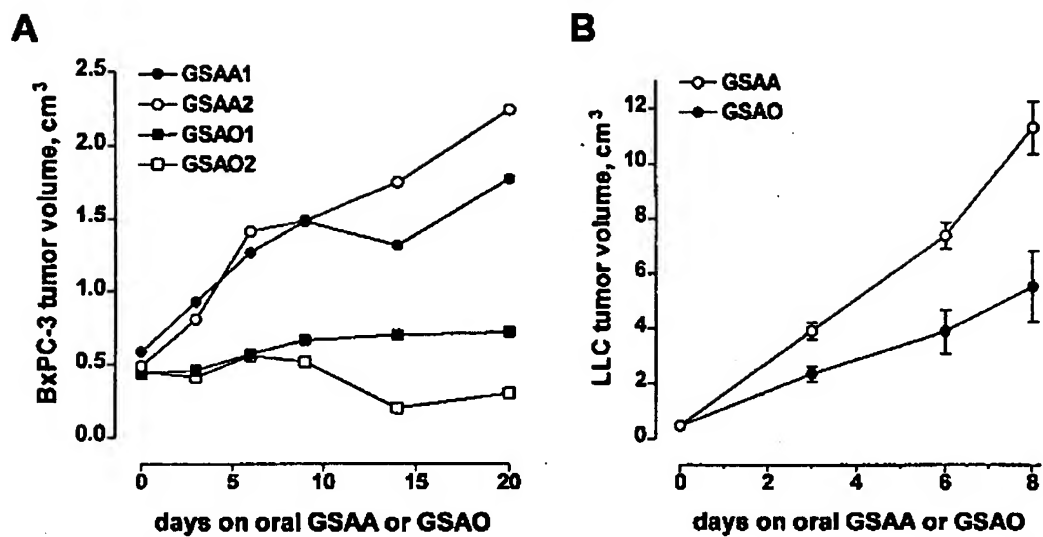 A
BxPC-3 tumor volume, cm3
2.5
2.0
1.5
1.0
0.5
0.0
GSAA1
GSAA2
GSAO1
GSAO2
0 5 10 15 20
days on oral GSAA or GSAO
B
LLC tumor volume, cm3
12
10
8
6
4
2
0
GSAA
GSAO
0 2 4 6 8
days on oral GSAA or GSAO